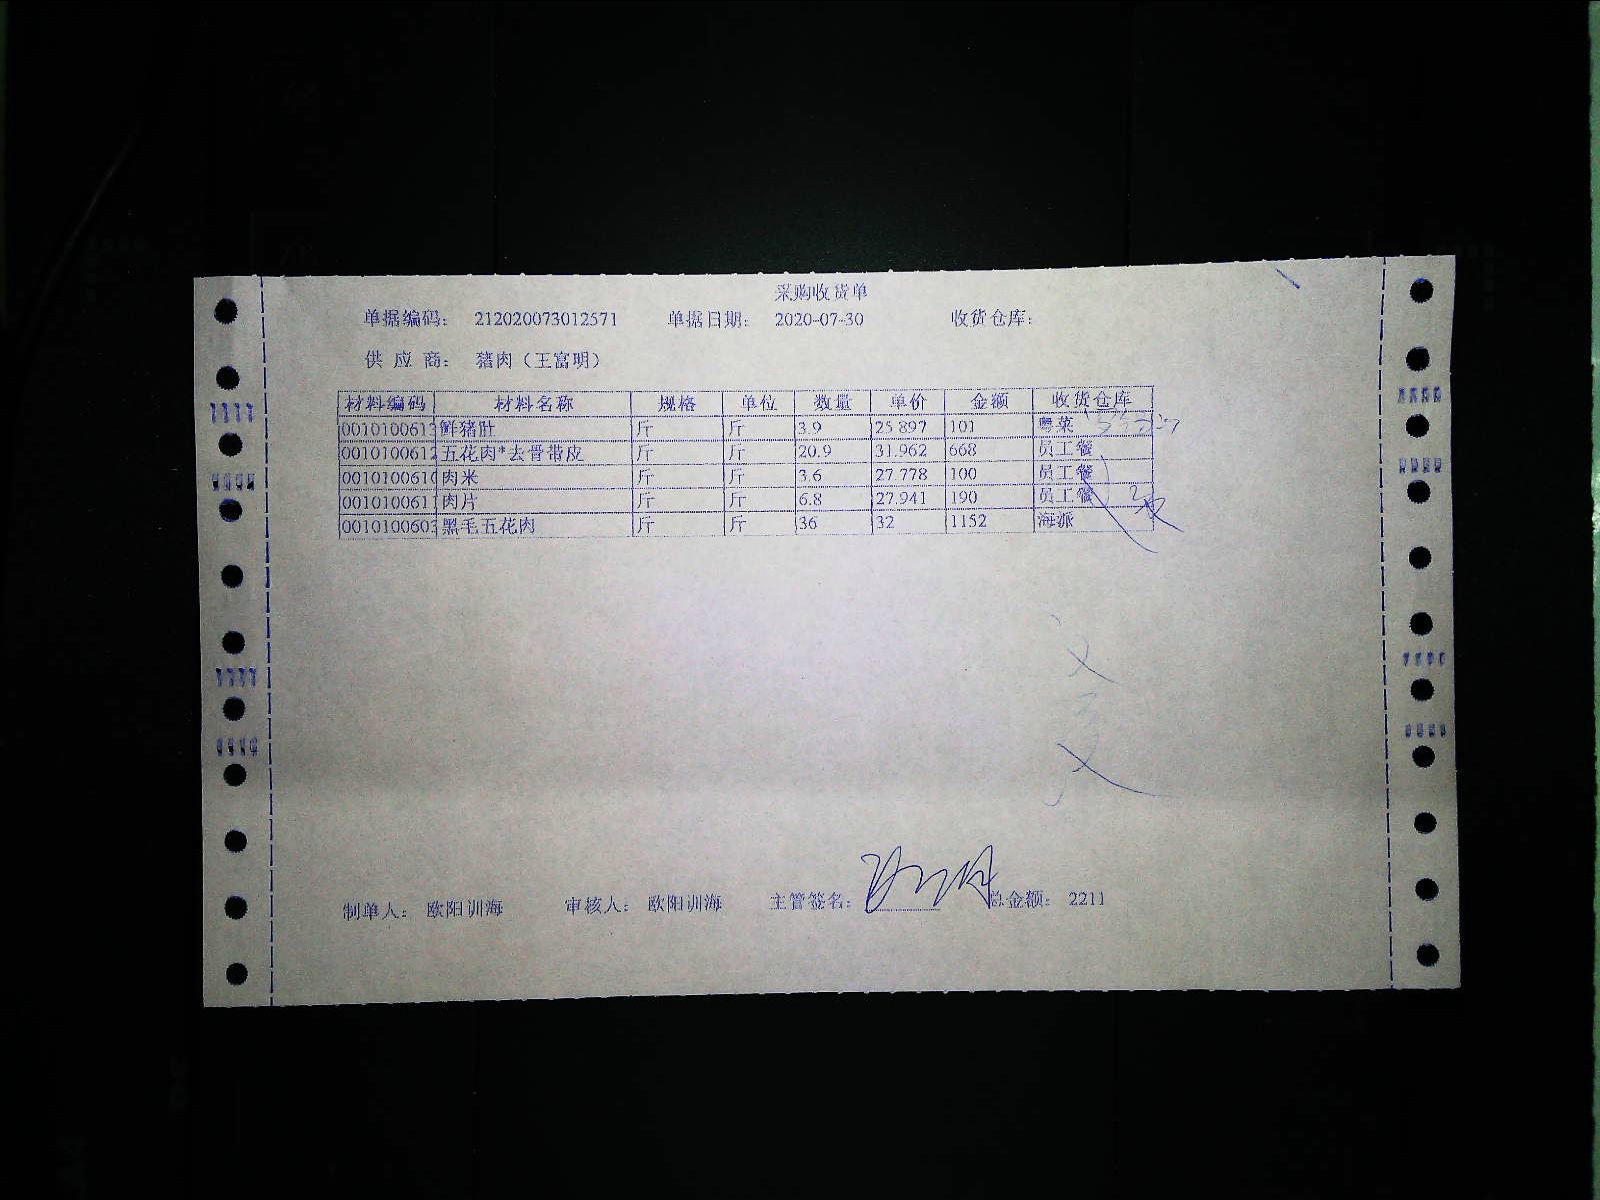 采购收货单
单据编码: 212020073012571 单据日期: 2020-07-30 收货仓库:
供应商: 猪肉(王富明)
材料编码 材料名称 规格 单位 数量 单价 金额 收货仓库
0010100613 鲜猪肚 斤 斤 3.9 25.897 101 粤菜
0010100612 五花肉*去骨带皮 斤 斤 20.9 31.962 668 员工餐
0010100610 肉米 斤 斤 3.6 27.778 100 员工餐
0010100611 肉片 斤 斤 6.8 27.941 190 员工餐
0010100603 黑毛五花肉 斤 斤 36 32 1152 海派
制单人: 欧阳训海 审核人: 欧阳训海 主管签名: 总金额: 2211